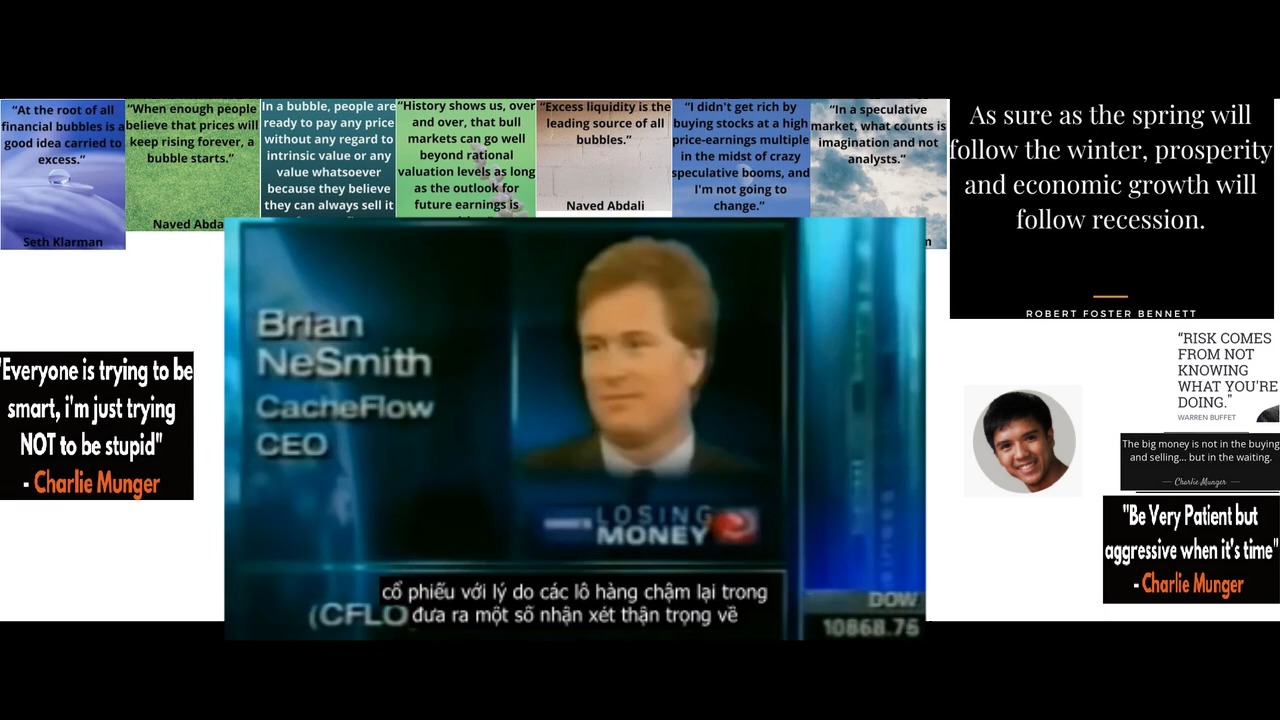 “At the root of all
financial bubbles is a
good idea carried to
excess.”
Seth Klarman
“When enough people
believe that prices will
keep rising forever, a
bubble starts.”
Naved Abda
In a bubble, people are
ready to pay any price
without any regard to
intrinsic value or any
value whatsoever
because they believe
they can always sell it
“History shows us, over
and over, that bull
markets can go well
beyond rational
valuation levels as long
as the outlook for
future earnings is
“Excess liquidity is the
leading source of all
bubbles.”
Naved Abdali
“I didn't get rich by
buying stocks at a high
price-earnings multiple
in the midst of crazy
speculative booms, and
I'm not going to
change.”
“In a speculative
market, what counts is
imagination and not
analysts.”
m
As sure as the spring will
follow the winter, prosperity
and economic growth will
follow recession.
ROBERT FOSTER BENNETT
"Everyone is trying to be
smart, i'm just trying
NOT to be stupid"
- Charlie Munger
Brian
NeSmith
CacheFlow
CEO
LOSING
MONEY
(CFLO
cổ phiếu với lý do các lô hàng chậm lại trong
đưa ra một số nhận xét thận trọng về
DOW
10868.76
“RISK COMES
FROM NOT
KNOWING
WHAT YOU'RE
DOING.”
WARREN BUFFET
The big money is not in the buying
and selling... but in the waiting.
— Charlie Munger —
"Be Very Patient but
aggressive when it's time"
- Charlie Munger